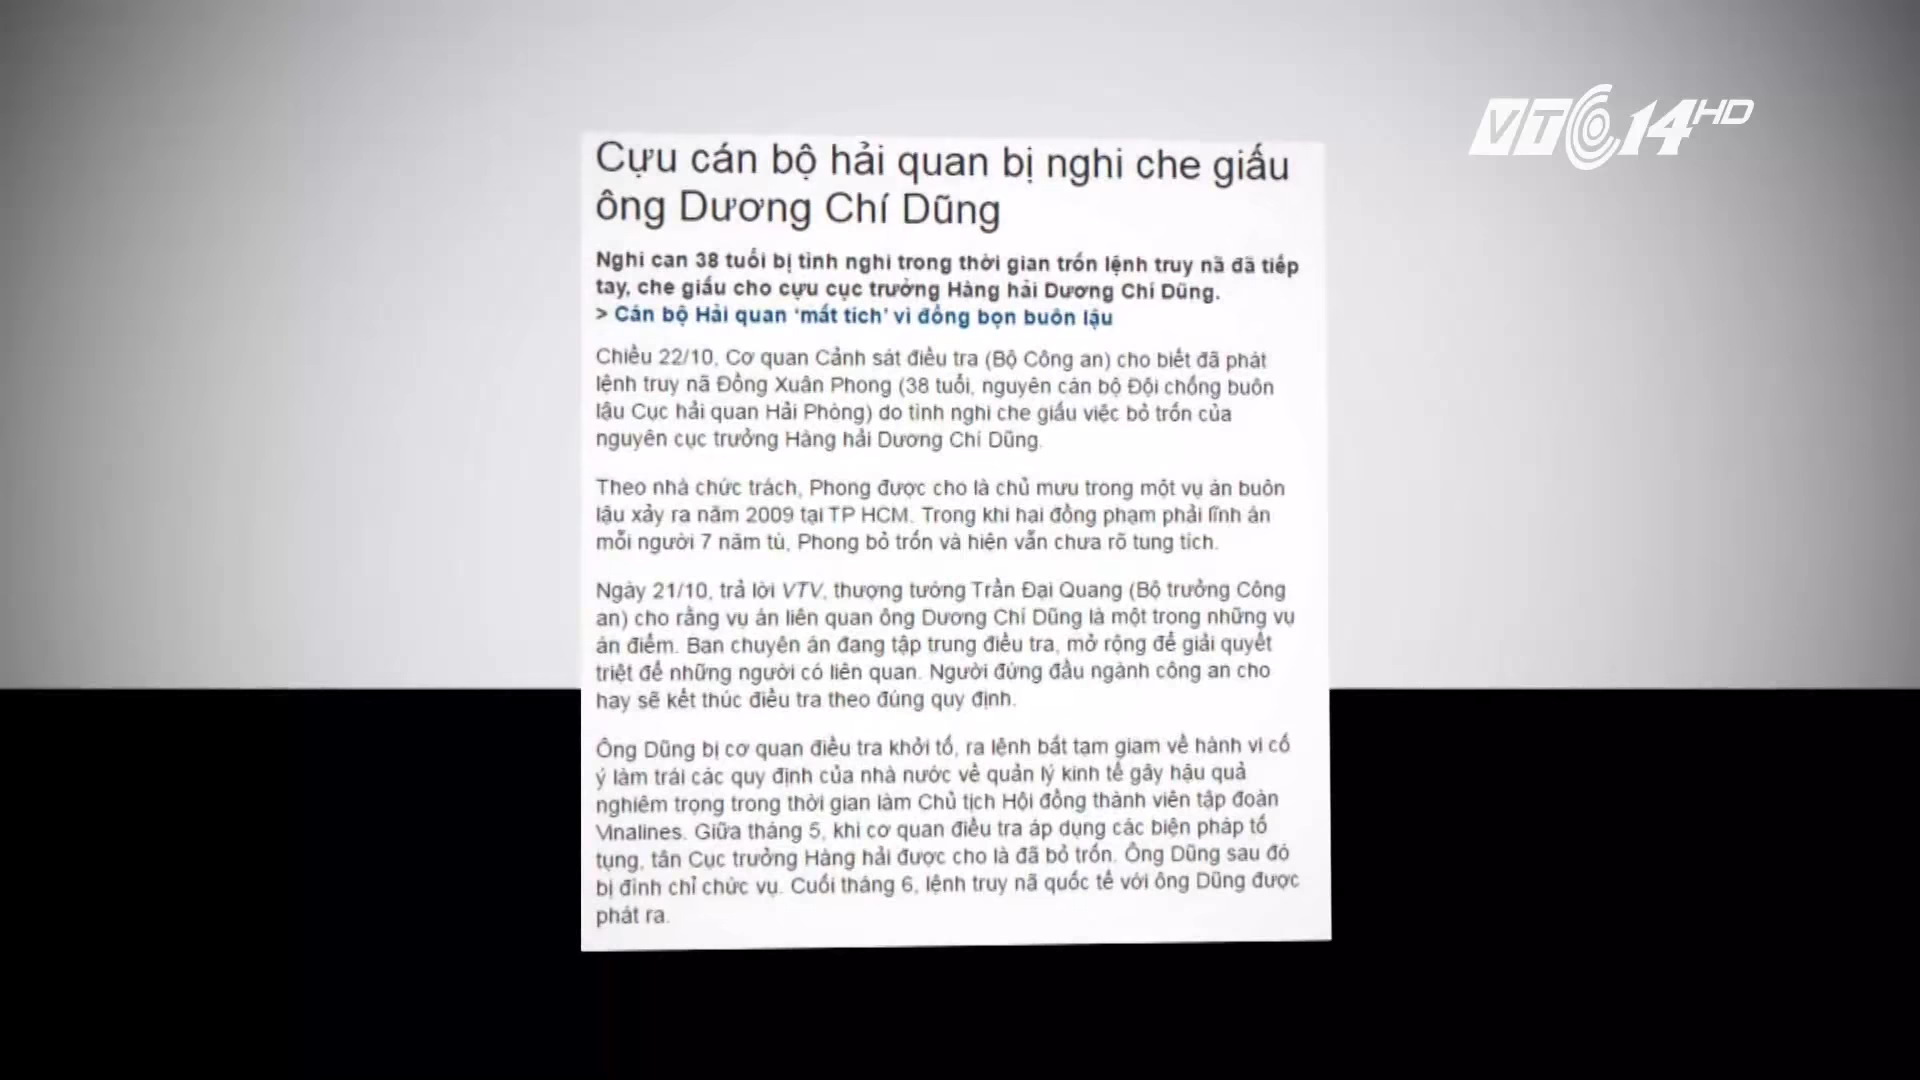 VTC14HD
Cựu cán bộ hải quan bị nghi che giấu
ông Dương Chí Dũng
Nghi can 38 tuổi bị tình nghi trong thời gian trốn lệnh truy nã đã tiếp
tay, che giấu cho cựu cục trưởng Hàng hải Dương Chí Dũng.
> Cán bộ Hải quan ‘mất tích’ vì đồng bọn buôn lậu
Chiều 22/10, Cơ quan Cảnh sát điều tra (Bộ Công an) cho biết đã phát
lệnh truy nã Đồng Xuân Phong (38 tuổi, nguyên cán bộ Đội chống buôn
lậu Cục hải quan Hải Phòng) do tình nghi che giấu việc bỏ trốn của
nguyên cục trưởng Hàng hải Dương Chí Dũng.
Theo nhà chức trách, Phong được cho là chủ mưu trong một vụ án buôn
lậu xảy ra năm 2009 tại TP HCM. Trong khi hai đồng phạm phải lĩnh án
mỗi người 7 năm tù, Phong bỏ trốn và hiện vẫn chưa rõ tung tích.
Ngày 21/10, trả lời VTV, thượng tướng Trần Đại Quang (Bộ trưởng Công
an) cho rằng vụ án liên quan ông Dương Chí Dũng là một trong những vụ
án điểm. Ban chuyên án đang tập trung điều tra, mở rộng để giải quyết
triệt để những người có liên quan. Người đứng đầu ngành công an cho
hay sẽ kết thúc điều tra theo đúng quy định.
Ông Dũng bị cơ quan điều tra khởi tố, ra lệnh bắt tạm giam về hành vi cố
ý làm trái các quy định của nhà nước về quản lý kinh tế gây hậu quả
nghiêm trọng trong thời gian làm Chủ tịch Hội đồng thành viên tập đoàn
Vinalines. Giữa tháng 5, khi cơ quan điều tra áp dụng các biện pháp tố
tụng, tân Cục trưởng Hàng hải được cho là đã bỏ trốn. Ông Dũng sau đó
bị đình chỉ chức vụ. Cuối tháng 6, lệnh truy nã quốc tế với ông Dũng được
phát ra.